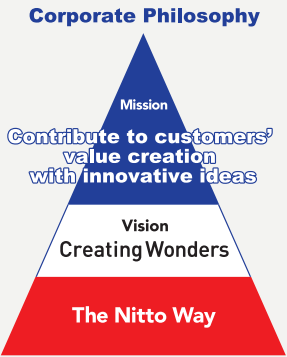 Corporate Philosophy
Mission
Contribute to customers’
value creation
with innovative ideas
Vision
Creating Wonders
The Nitto Way